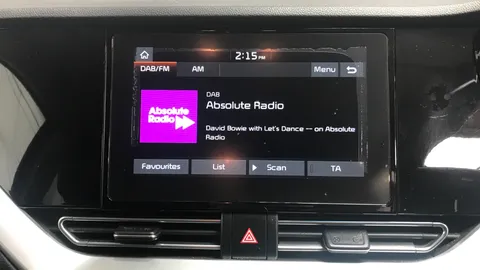 2:15 PM
DAB/FM AM Menu
DAB
Absolute Radio
Absolute
Radio
David Bowie with Let's Dance -- on Absolute
Radio
Favourites List Scan TA